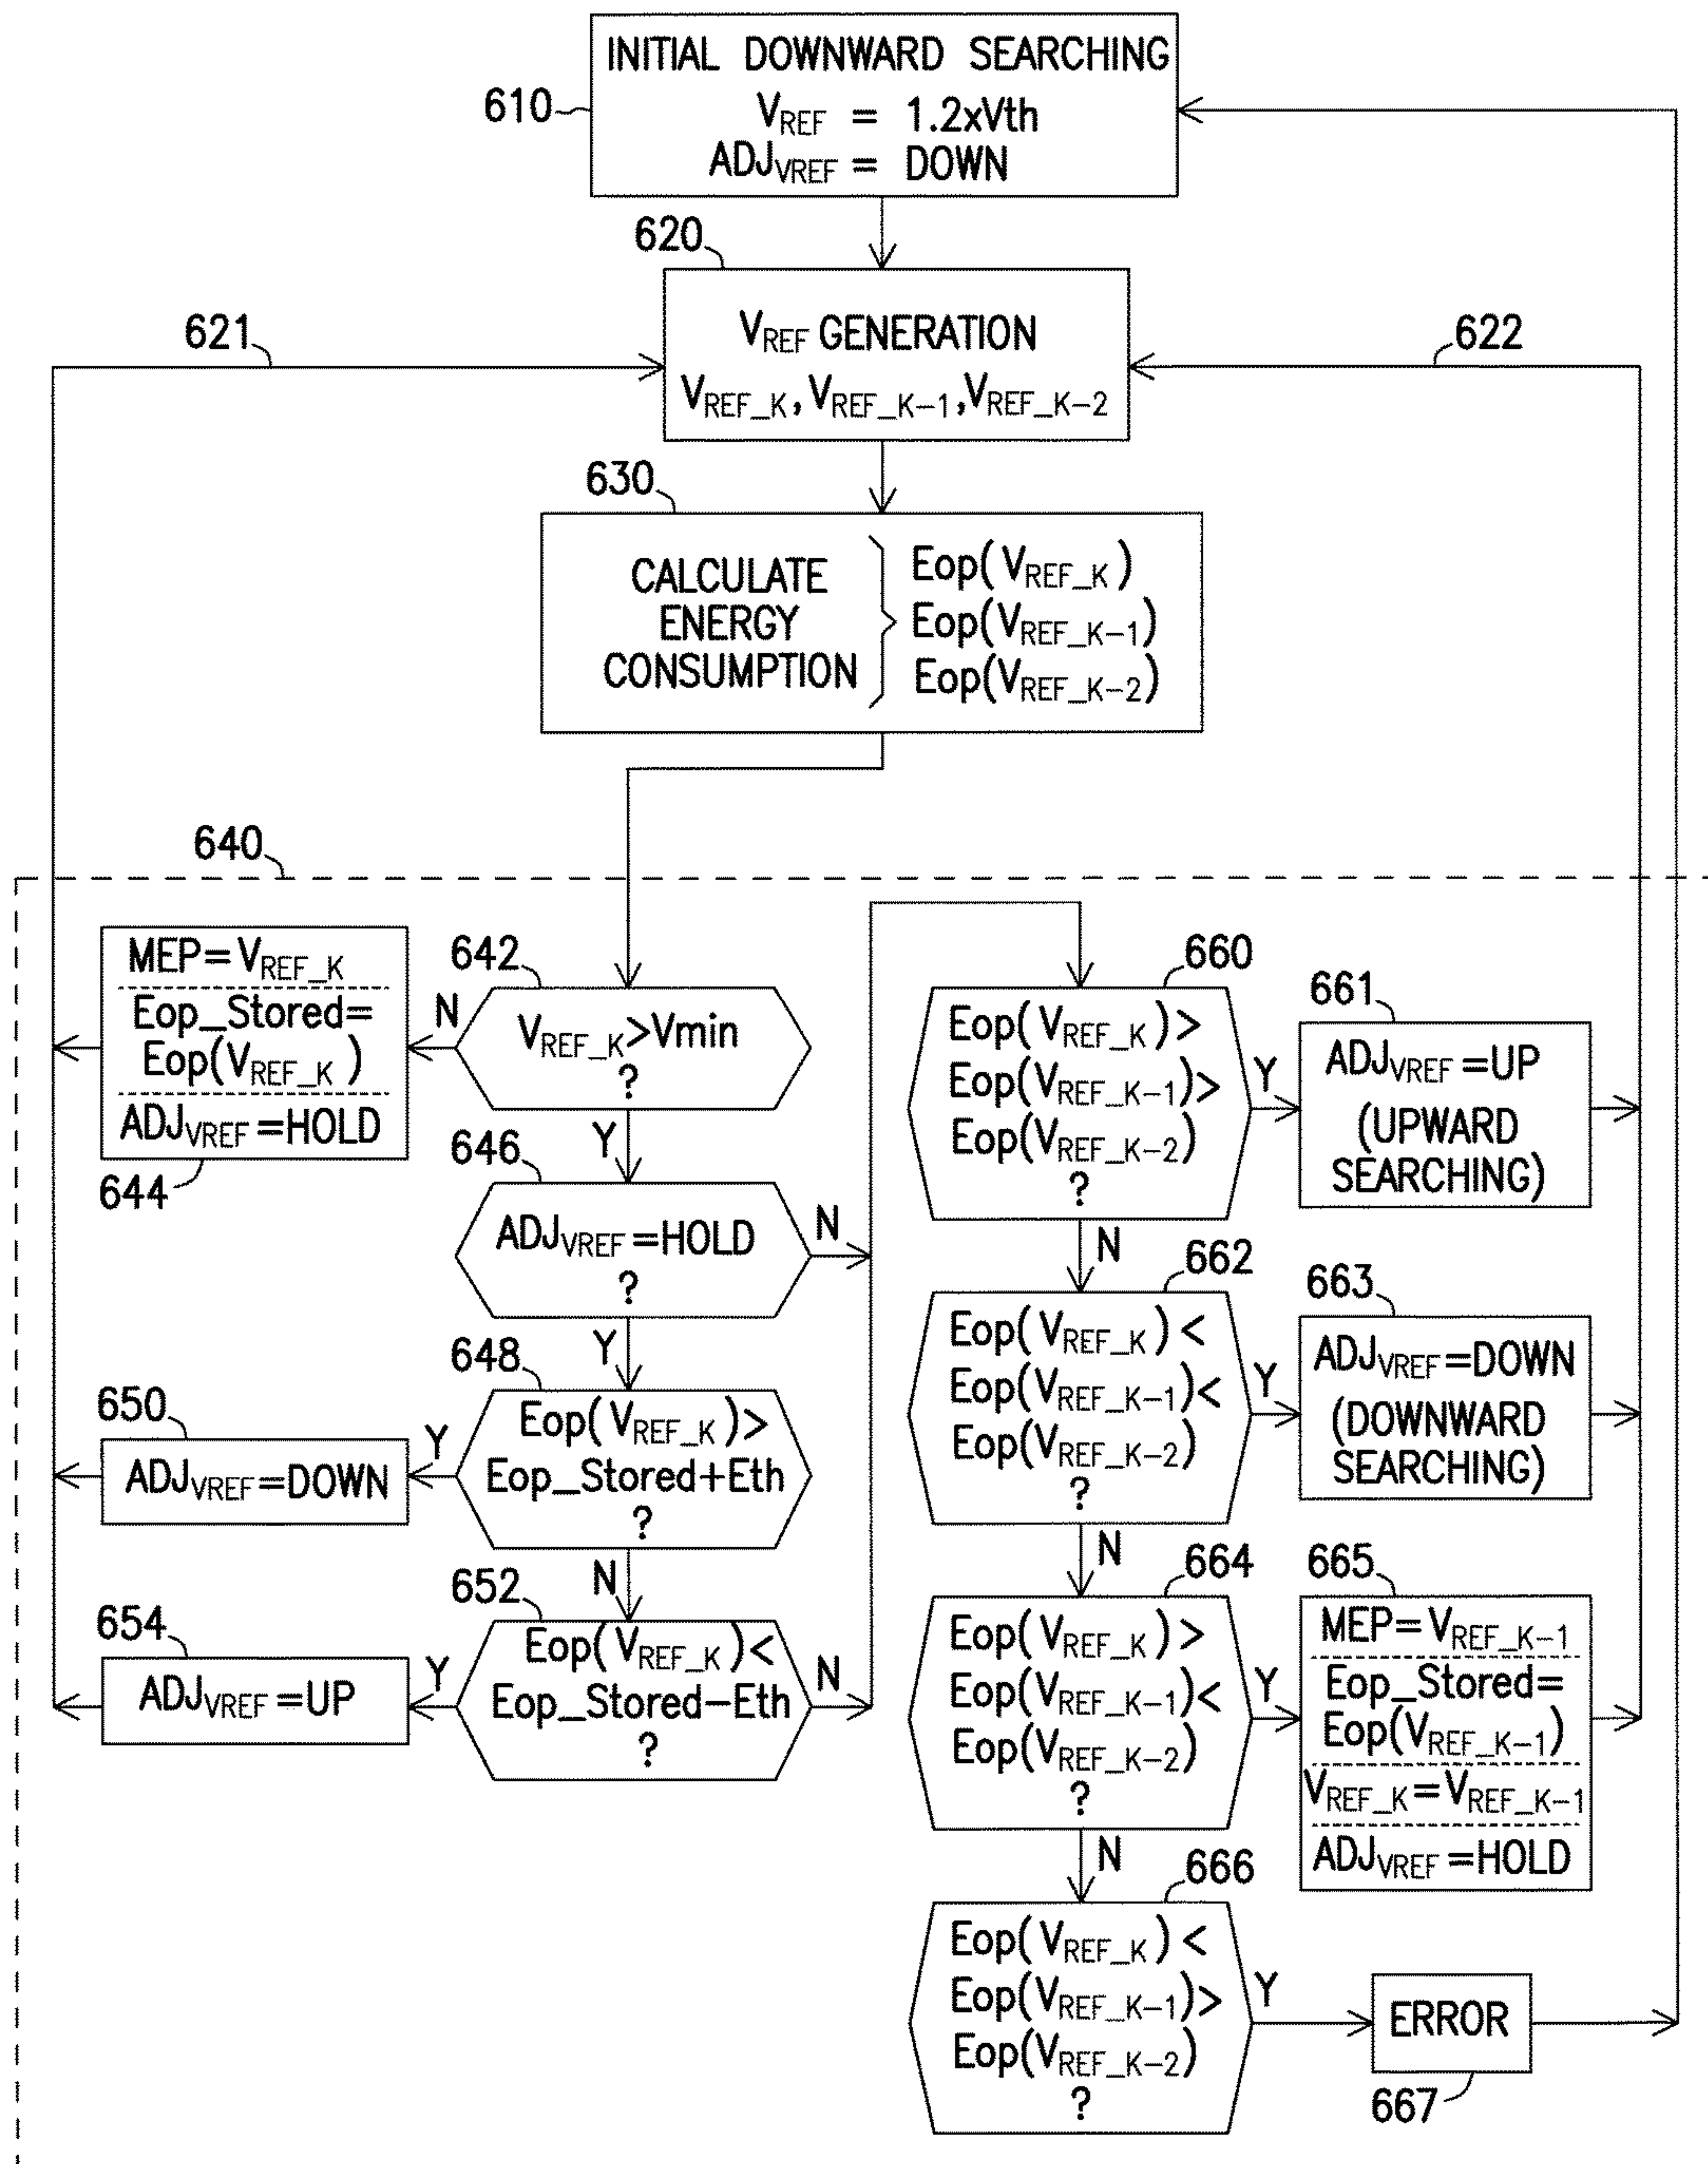 INITIAL DOWNWARD SEARCHING
VREF = 1.2xVth
ADJVREF = DOWN
610
620
VREF GENERATION
VREF_K, VREF_K-1, VREF_K-2
621
622
630
CALCULATE
ENERGY
CONSUMPTION
Eop(VREF_K)
Eop(VREF_K-1)
Eop(VREF_K-2)
640
MEP=VREF_K
Eop_Stored=
Eop(VREF_K)
ADJVREF=HOLD
644
N
642
VREF_K>Vmin
?
Y
646
ADJVREF=HOLD
?
N
Y
648
Eop(VREF_K)>
Eop_Stored+Eth
?
Y
650
ADJVREF=DOWN
N
652
Eop(VREF_K)<
Eop_Stored-Eth
?
Y
N
654
ADJVREF=UP
660
Eop(VREF_K)>
Eop(VREF_K-1)>
Eop(VREF_K-2)
?
Y
661
ADJVREF=UP
(UPWARD
SEARCHING)
N
662
Eop(VREF_K)<
Eop(VREF_K-1)<
Eop(VREF_K-2)
?
Y
663
ADJVREF=DOWN
(DOWNWARD
SEARCHING)
N
664
Eop(VREF_K)>
Eop(VREF_K-1)<
Eop(VREF_K-2)
?
Y
665
MEP=VREF_K-1
Eop_Stored=
Eop(VREF_K-1)
VREF_K=VREF_K-1
ADJVREF=HOLD
N
666
Eop(VREF_K)<
Eop(VREF_K-1)>
Eop(VREF_K-2)
?
Y
ERROR
667